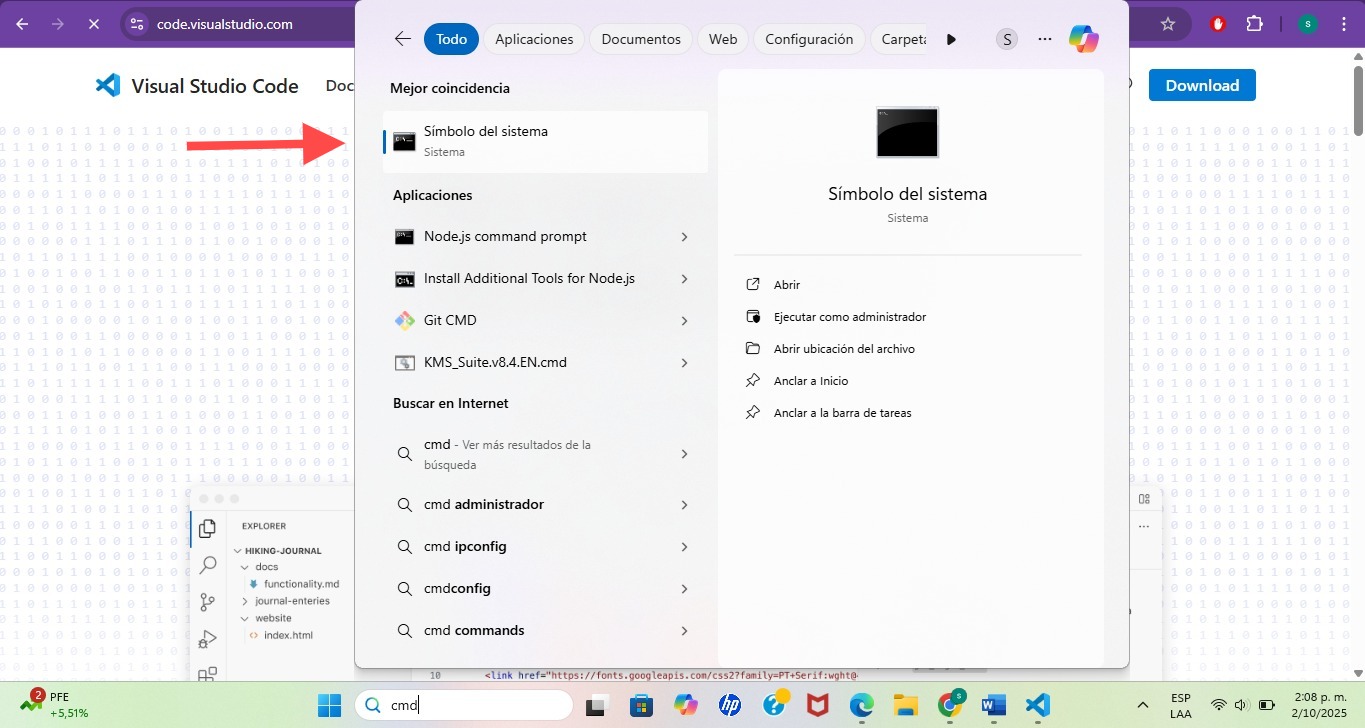 code.visualstudio.com
Todo
Aplicaciones
Documentos
Web
Configuración
Carpeta
S
S
Visual Studio Code
Doc
Download
Mejor coincidencia
Símbolo del sistema
Sistema
Aplicaciones
Node.js command prompt
Install Additional Tools for Node.js
Git CMD
KMS_Suite.v8.4.EN.cmd
Buscar en Internet
cmd - Ver más resultados de la
búsqueda
cmd administrador
cmd ipconfig
cmdconfig
cmd commands
Símbolo del sistema
Sistema
Abrir
Ejecutar como administrador
Abrir ubicación del archivo
Anclar a Inicio
Anclar a la barra de tareas
EXPLORER
HIKING-JOURNAL
docs
functionality.md
journal-enteries
website
index.html
10 <link href="https://fonts.googleapis.com/css2?family=PT+Serif:wght@
2
PFE
+5,51%
cmd
ESP
LAA
2:08 p. m.
2/10/2025